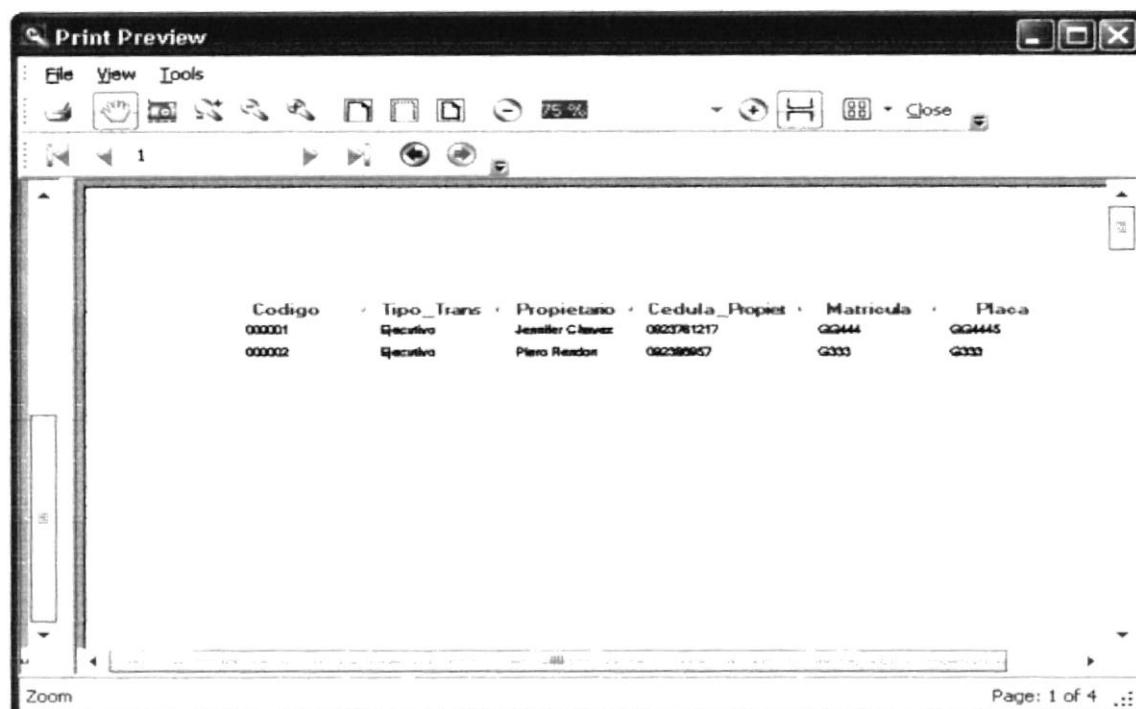 Print Preview
File View Tools
75 % Close
1
Codigo Tipo_Trans Propietario Cedula_Propiet Matricula Placa
000001 Ejecutivo Jennifer Chavez 0923761217 GG444 GG4445
000002 Ejecutivo Piero Rendon G333 G333
Zoom Page: 1 of 4